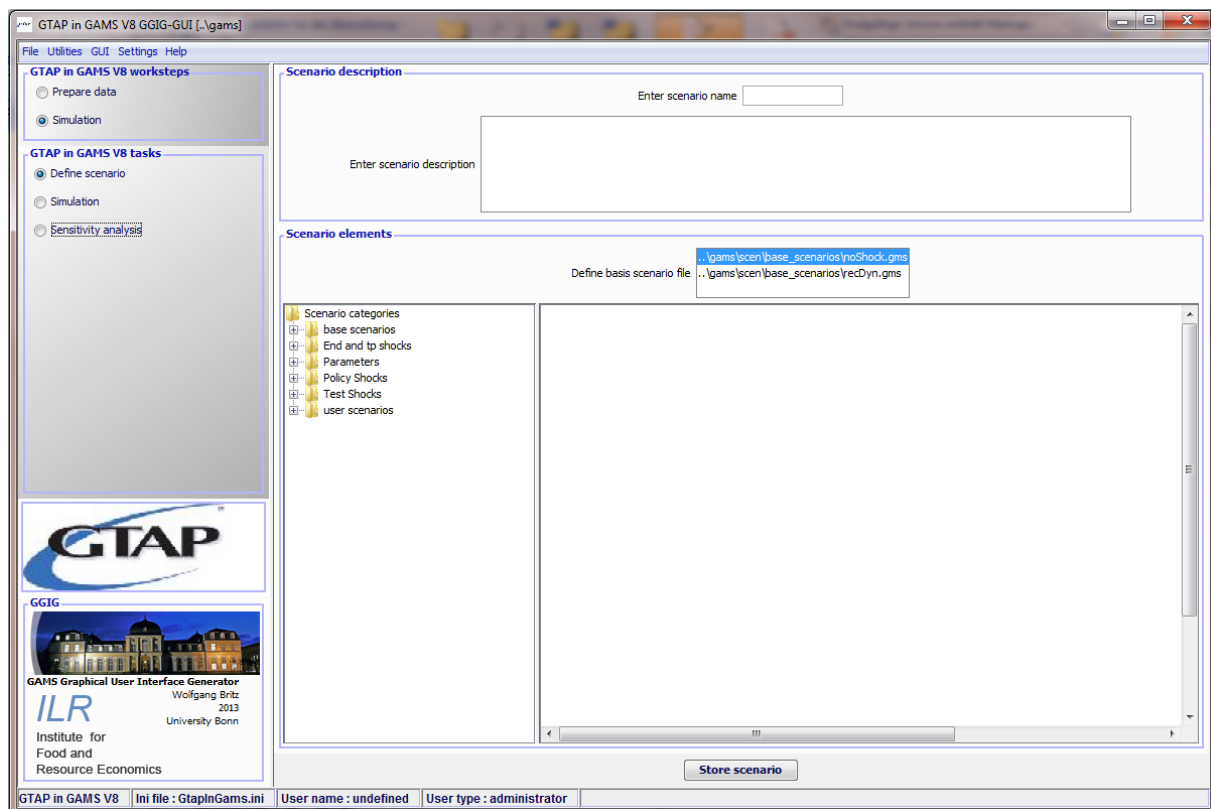 GTAP in GAMS V8 GGIG-GUI [..\gams]
File Utilities GUI Settings Help
GTAP in GAMS V8 worksteps
Prepare data
Simulation
GTAP in GAMS V8 tasks
Define scenario
Simulation
Sensitivity analysis
GTAP
GGIG
GAMS Graphical User Interface Generator
Wolfgang Britz
2013
University Bonn
ILR
Institute for
Food and
Resource Economics
Scenario description
Enter scenario name
Enter scenario description
Scenario elements
Define basis scenario file
..\gams\scen\base_scenarios\noShock.gms
..\gams\scen\base_scenarios\recDyn.gms
Scenario categories
base scenarios
End and tp shocks
Parameters
Policy Shocks
Test Shocks
user scenarios
Store scenario
GTAP in GAMS V8 Ini file : GtapInGams.ini User name : undefined User type : administrator